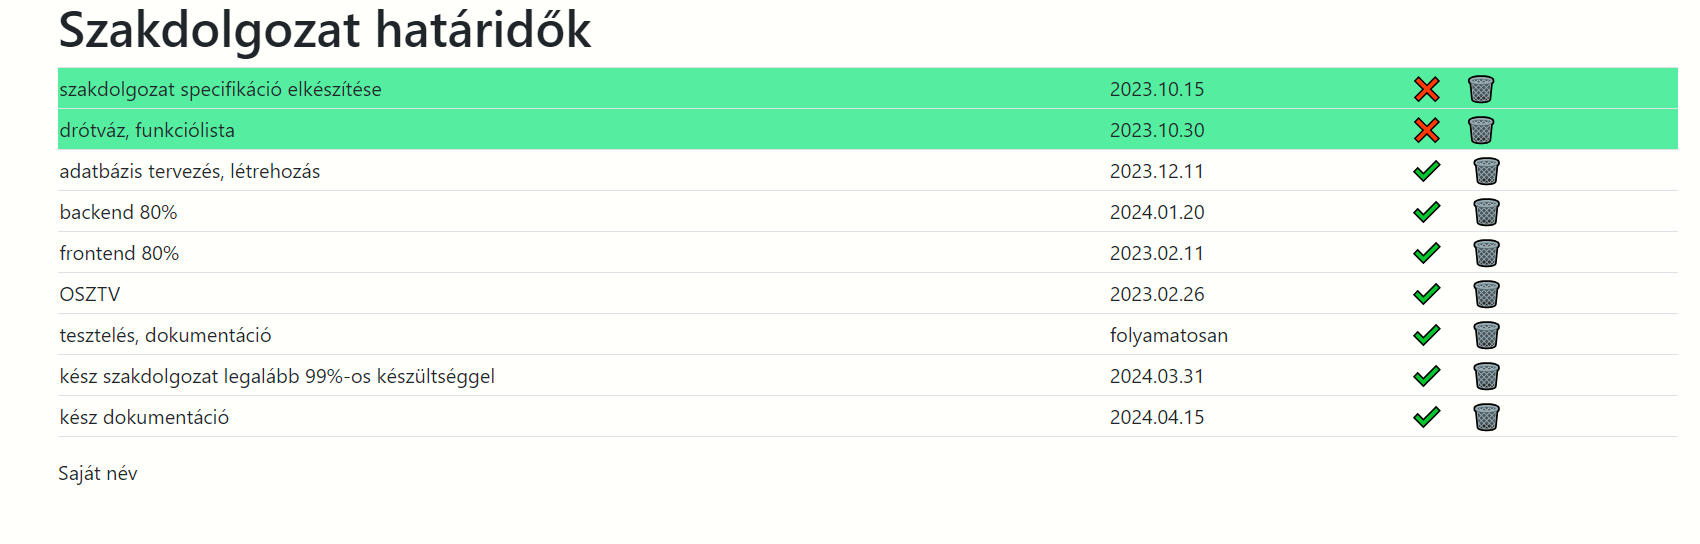 Szakdolgozat határidők
szakdolgozat specifikáció elkészítése 2023.10.15
drótváz, funkciólista 2023.10.30
adatbázis tervezés, létrehozás 2023.12.11
backend 80% 2024.01.20
frontend 80% 2023.02.11
OSZTV 2023.02.26
tesztelés, dokumentáció folyamatosan
kész szakdolgozat legalább 99%-os készültséggel 2024.03.31
kész dokumentáció 2024.04.15
Saját név